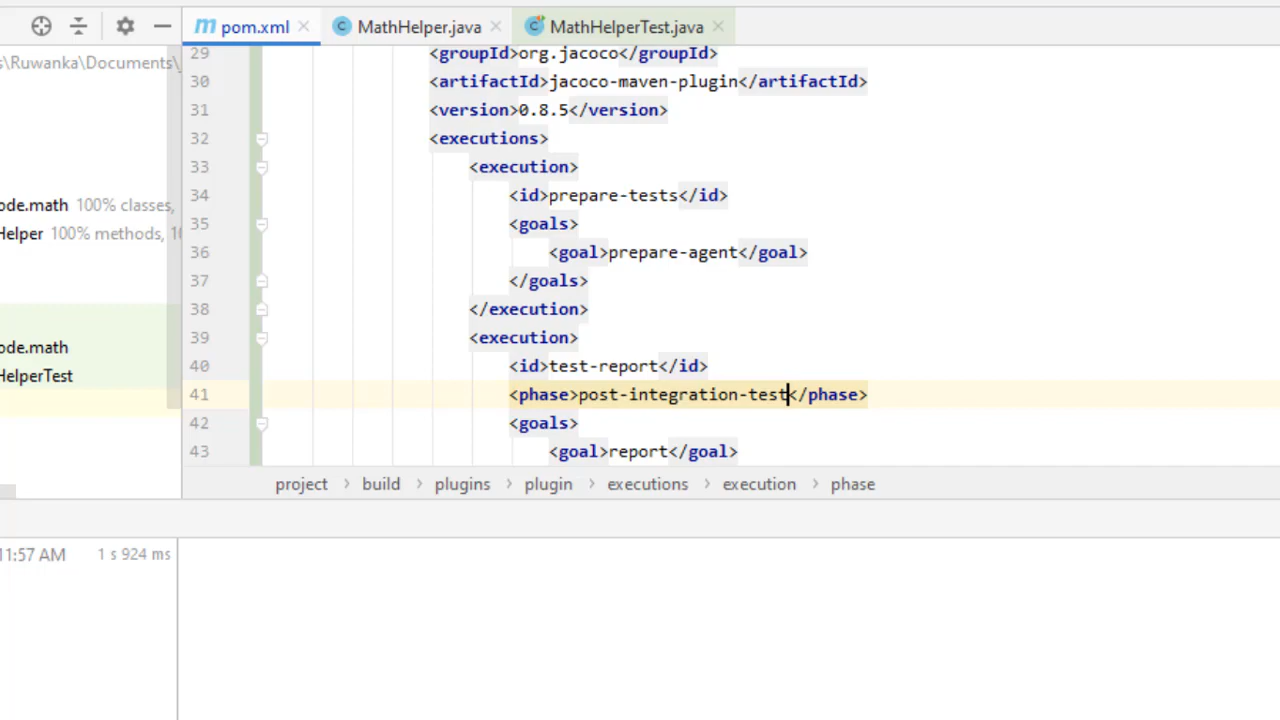 pom.xml MathHelper.java MathHelperTest.java
s\Ruwanka\Documents\
ode.math 100% classes,
Helper 100% methods, 10
ode.math
HelperTest
29 <groupId>org.jacoco</groupId>
30 <artifactId>jacoco-maven-plugin</artifactId>
31 <version>0.8.5</version>
32 <executions>
33 <execution>
34 <id>prepare-tests</id>
35 <goals>
36 <goal>prepare-agent</goal>
37 </goals>
38 </execution>
39 <execution>
40 <id>test-report</id>
41 <phase>post-integration-test</phase>
42 <goals>
43 <goal>report</goal>
project > build > plugins > plugin > executions > execution > phase
11:57 AM 1 s 924 ms